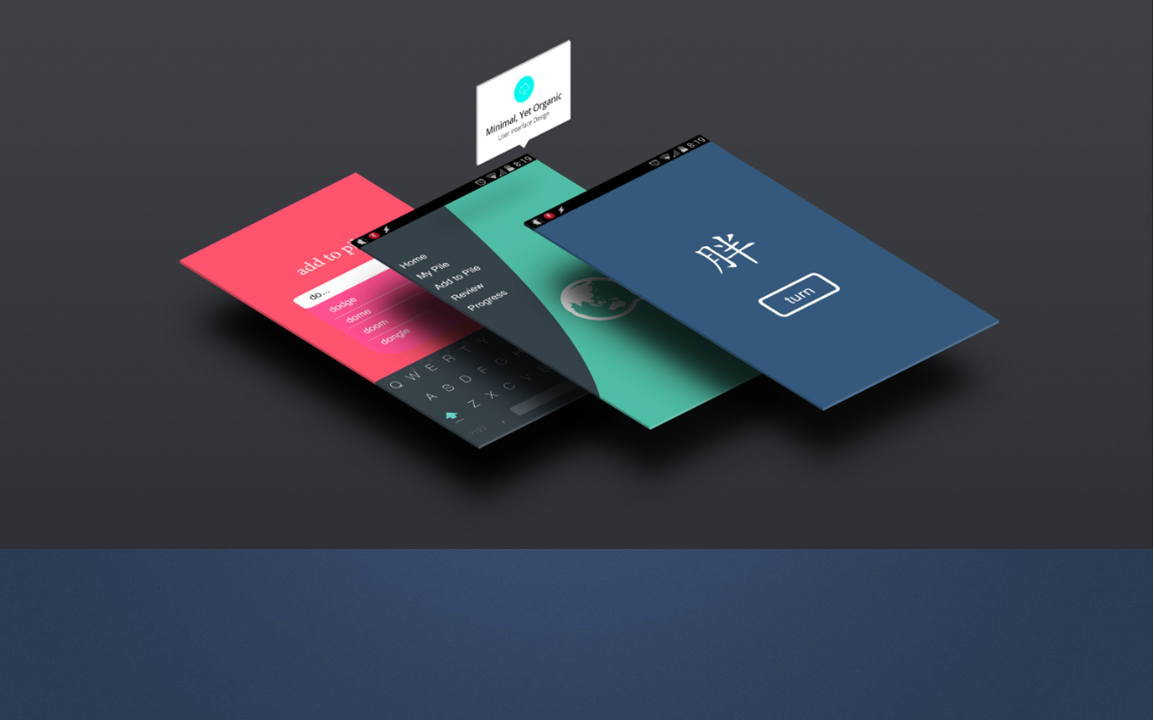 Minimal, Yet Organic
User Interface Design
add to pi
do...
dodge
dome
doom
dongle
Q W E R T Y
A S D F G H
Z X C V B
?123 ,
8:19
Home
My Pile
Add to Pile
Review
Progress
8:19
胖
turn